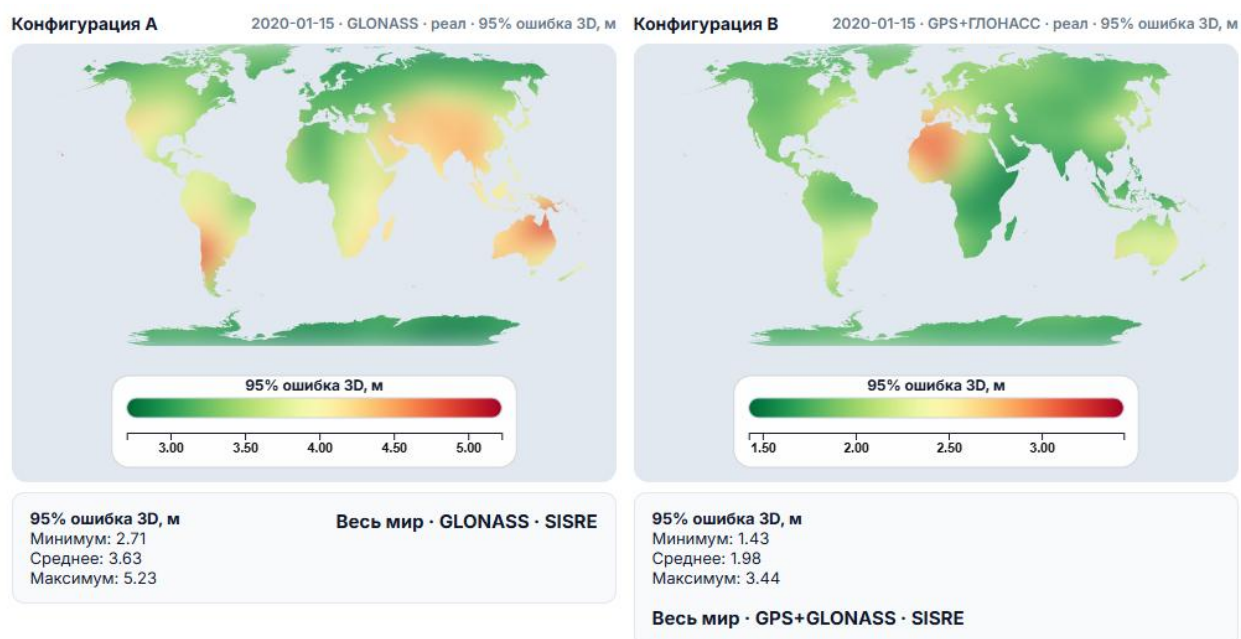 Конфигурация A
2020-01-15 · GLONASS · реал · 95% ошибка 3D, м
95% ошибка 3D, м
3.00 3.50 4.00 4.50 5.00
95% ошибка 3D, м
Минимум: 2.71
Среднее: 3.63
Максимум: 5.23
Весь мир · GLONASS · SISRE
Конфигурация B
2020-01-15 · GPS+ГЛОНАСС · реал · 95% ошибка 3D, м
95% ошибка 3D, м
1.50 2.00 2.50 3.00
95% ошибка 3D, м
Минимум: 1.43
Среднее: 1.98
Максимум: 3.44
Весь мир · GPS+GLONASS · SISRE